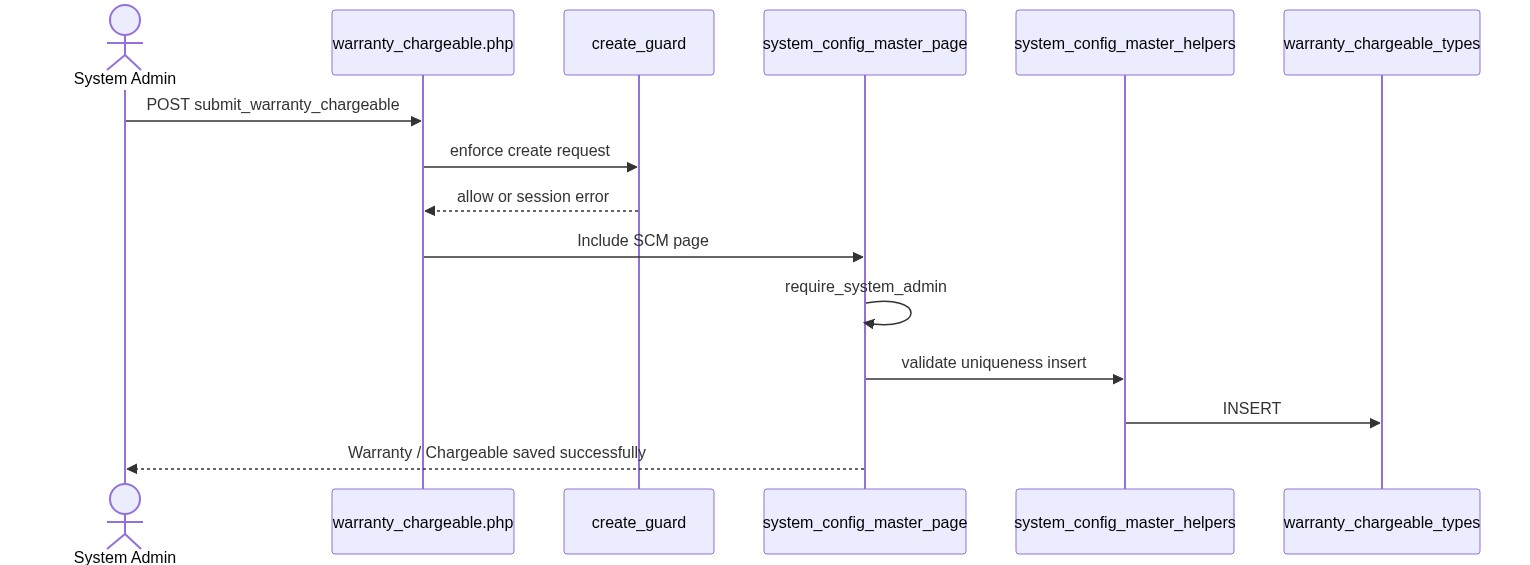 System Admin
warranty_chargeable.php
create_guard
system_config_master_page
system_config_master_helpers
warranty_chargeable_types
POST submit_warranty_chargeable
enforce create request
allow or session error
Include SCM page
require_system_admin
validate uniqueness insert
INSERT
Warranty / Chargeable saved successfully
System Admin
warranty_chargeable.php
create_guard
system_config_master_page
system_config_master_helpers
warranty_chargeable_types